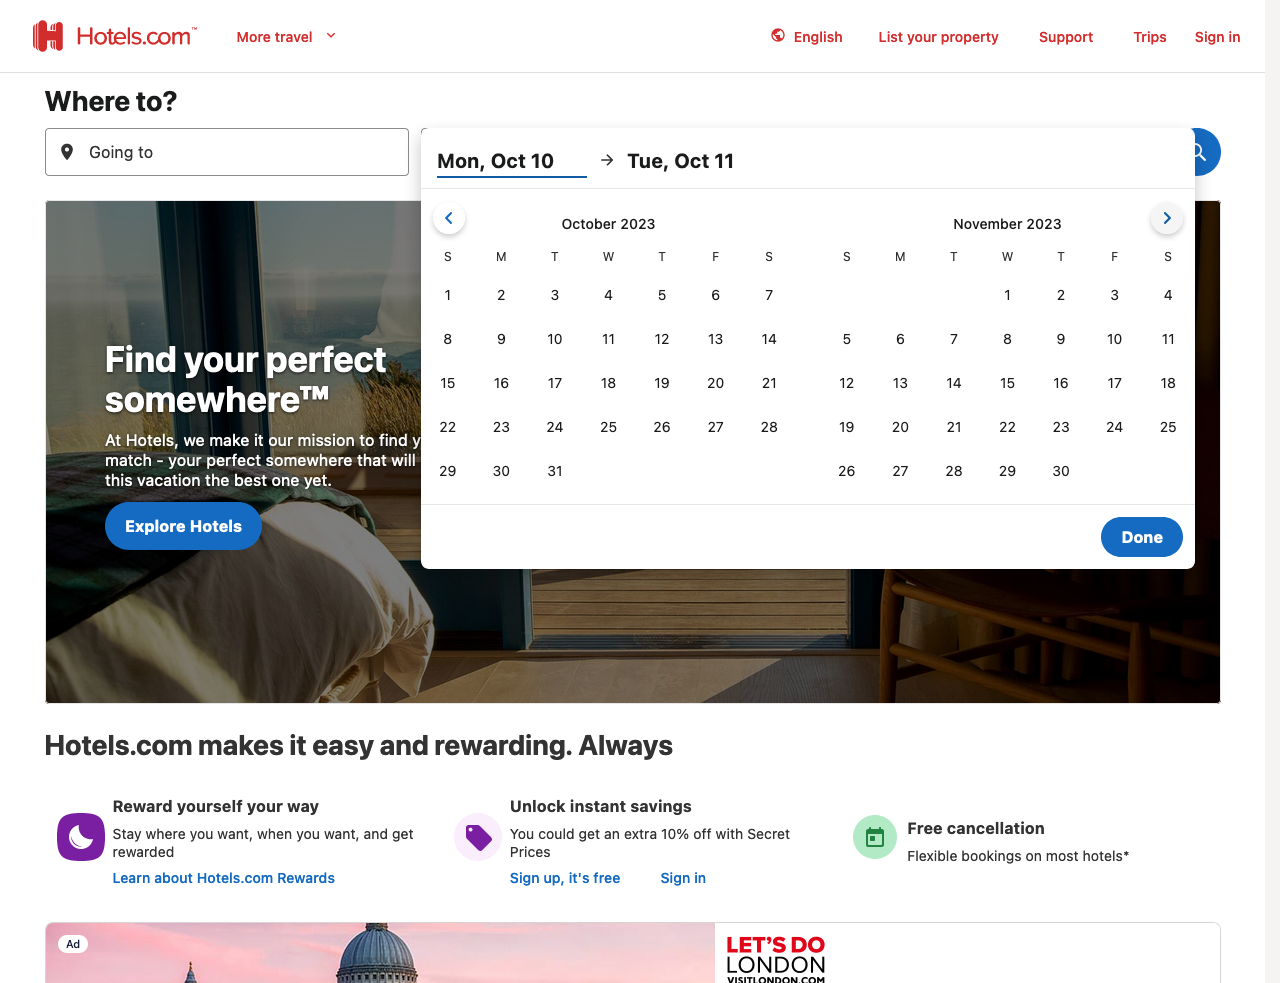 Hotels.com™
More travel
English
List your property
Support
Trips
Sign in
Where to?
Going to
Mon, Oct 10
Tue, Oct 11
October 2023
S M T W T F S
1 2 3 4 5 6 7
8 9 10 11 12 13 14
15 16 17 18 19 20 21
22 23 24 25 26 27 28
29 30 31
November 2023
S M T W T F S
1 2 3 4
5 6 7 8 9 10 11
12 13 14 15 16 17 18
19 20 21 22 23 24 25
26 27 28 29 30
Done
Find your perfect
somewhere™
At Hotels, we make it our mission to find y
match - your perfect somewhere that will
this vacation the best one yet.
Explore Hotels
Hotels.com makes it easy and rewarding. Always
Reward yourself your way
Stay where you want, when you want, and get
rewarded
Learn about Hotels.com Rewards
Unlock instant savings
You could get an extra 10% off with Secret
Prices
Sign up, it's free
Sign in
Free cancellation
Flexible bookings on most hotels*
Ad
LET'S DO
LONDON
VISITLONDON.COM